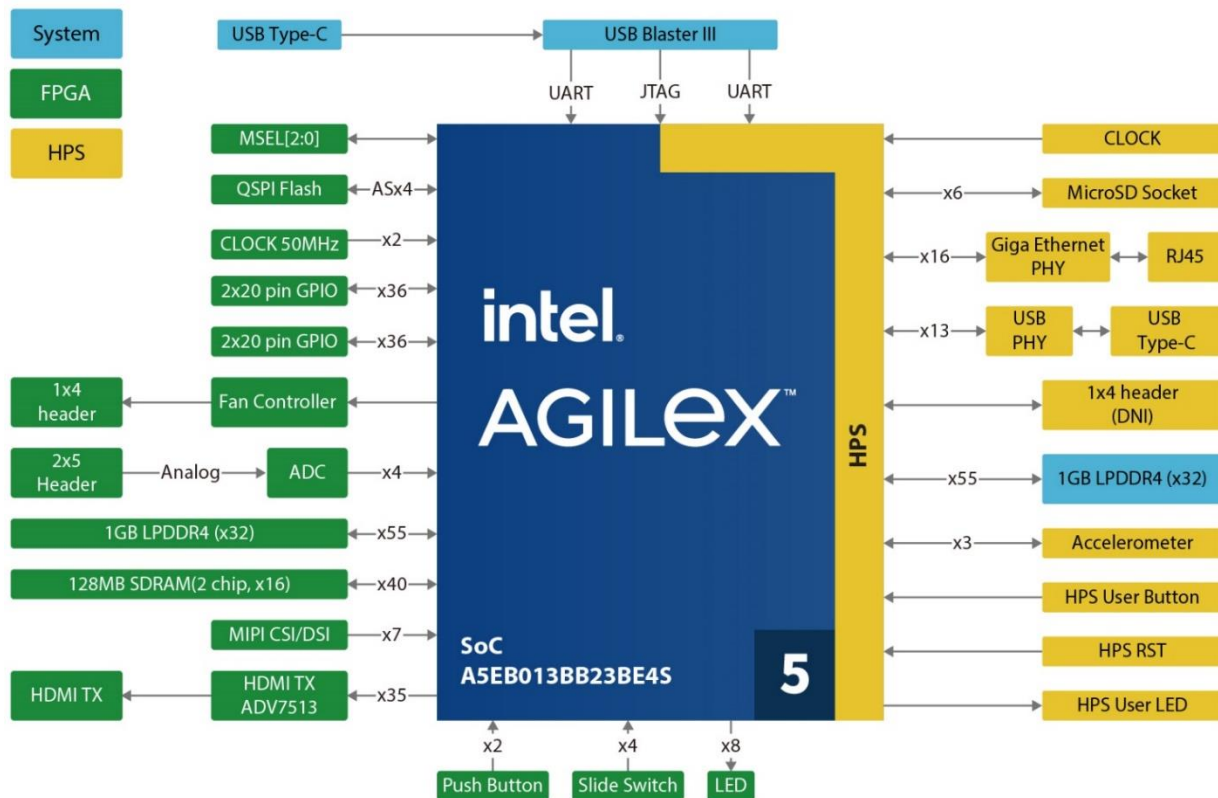 System
FPGA
HPS
USB Type-C
USB Blaster III
UART
JTAG
UART
MSEL[2:0]
QSPI Flash
ASx4
CLOCK 50MHz
x2
2x20 pin GPIO
x36
2x20 pin GPIO
x36
1x4
header
Fan Controller
2x5
Header
Analog
ADC
x4
1GB LPDDR4 (x32)
x55
128MB SDRAM(2 chip, x16)
x40
MIPI CSI/DSI
x7
HDMI TX
HDMI TX
ADV7513
x35
intel.
AGILEX™
SoC
A5EB013BB23BE4S
5
HPS
CLOCK
x6
MicroSD Socket
x16
Giga Ethernet
PHY
RJ45
x13
USB
PHY
USB
Type-C
1x4 header
(DNI)
x55
1GB LPDDR4 (x32)
x3
Accelerometer
HPS User Button
HPS RST
HPS User LED
x2
x4
x8
Push Button
Slide Switch
LED